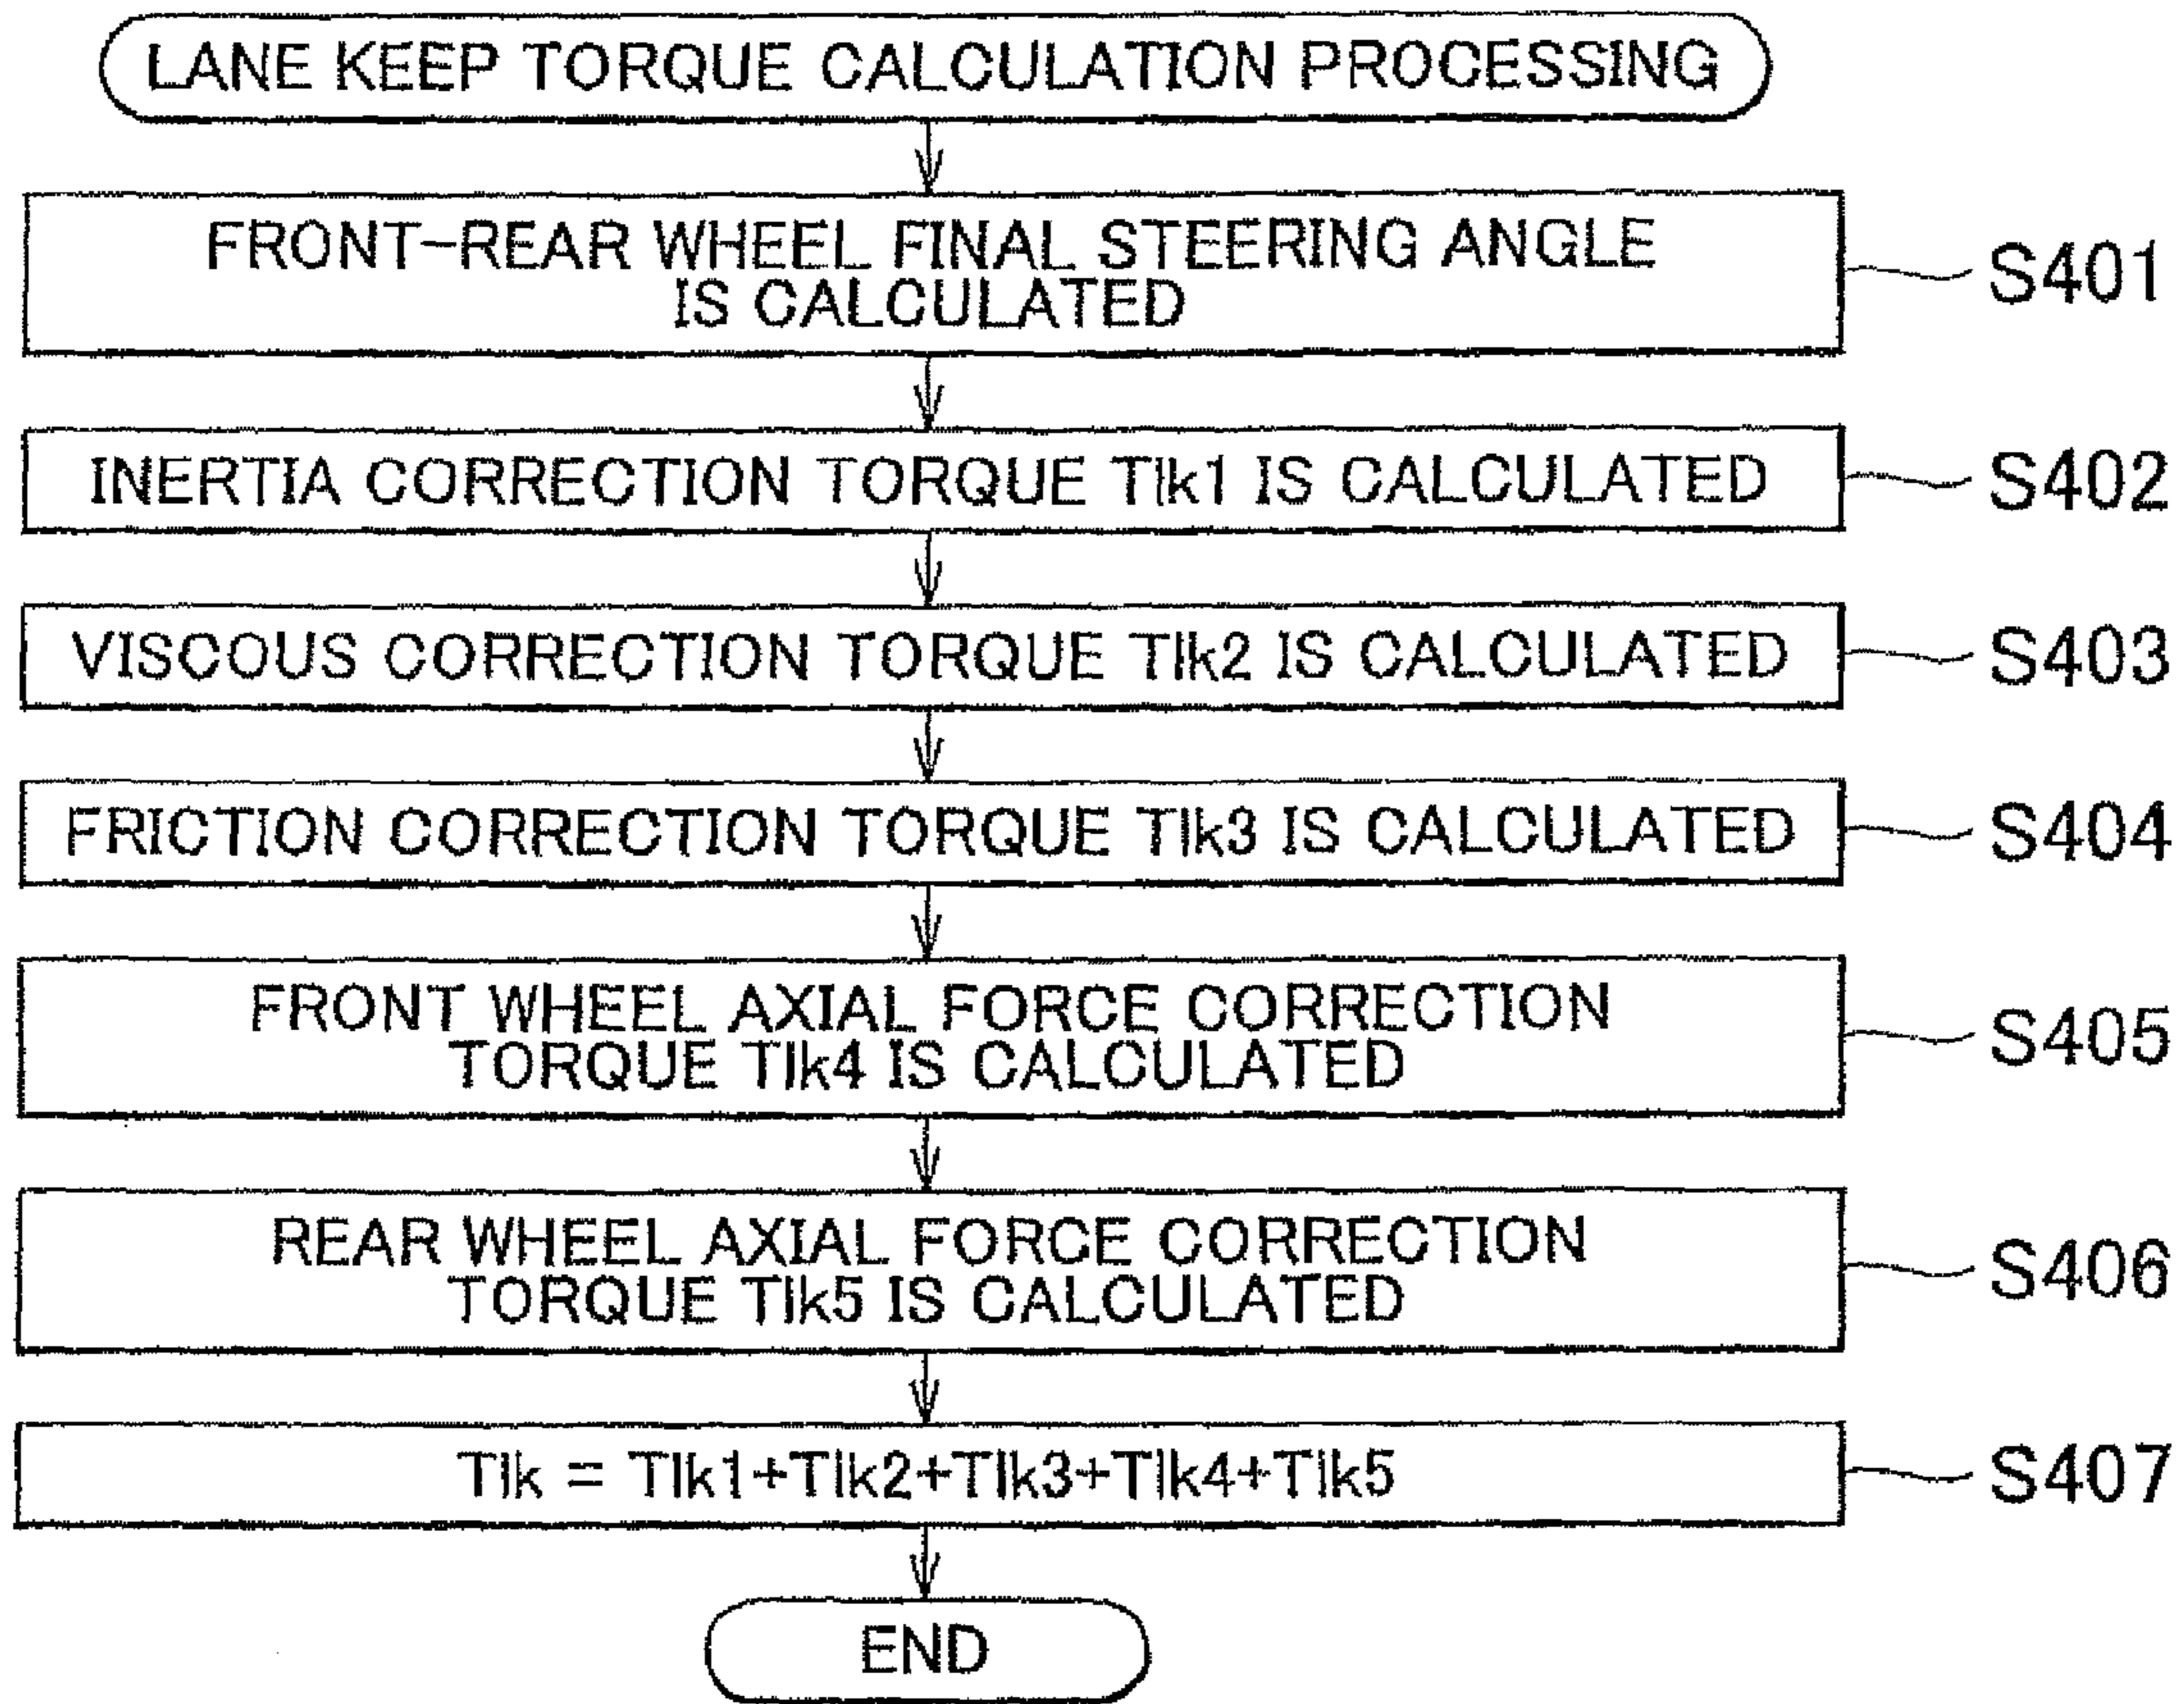 LANE KEEP TORQUE CALCULATION PROCESSING
FRONT-REAR WHEEL FINAL STEERING ANGLE
IS CALCULATED
S401
INERTIA CORRECTION TORQUE Tlk1 IS CALCULATED
S402
VISCOUS CORRECTION TORQUE Tlk2 IS CALCULATED
S403
FRICTION CORRECTION TORQUE Tlk3 IS CALCULATED
S404
FRONT WHEEL AXIAL FORCE CORRECTION
TORQUE Tlk4 IS CALCULATED
S405
REAR WHEEL AXIAL FORCE CORRECTION
TORQUE Tlk5 IS CALCULATED
S406
Tlk = Tlk1+Tlk2+Tlk3+Tlk4+Tlk5
S407
END